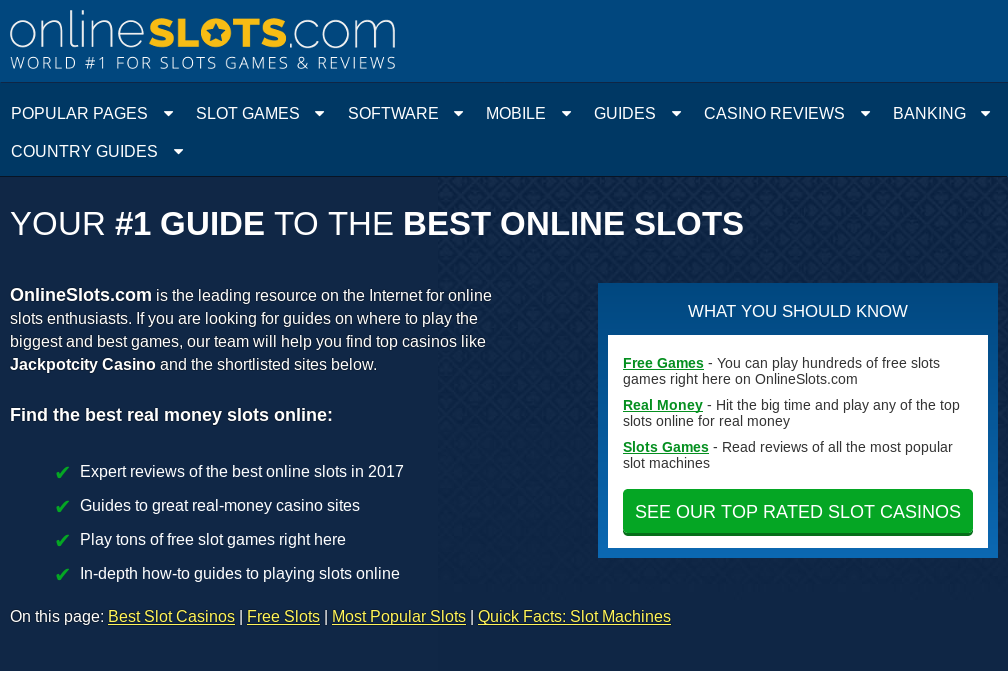 onlineSLOTS.com
WORLD #1 FOR SLOTS GAMES & REVIEWS
POPULAR PAGES SLOT GAMES SOFTWARE MOBILE GUIDES CASINO REVIEWS BANKING
COUNTRY GUIDES
YOUR #1 GUIDE TO THE BEST ONLINE SLOTS
OnlineSlots.com is the leading resource on the Internet for online
slots enthusiasts. If you are looking for guides on where to play the
biggest and best games, our team will help you find top casinos like
Jackpotcity Casino and the shortlisted sites below.
Find the best real money slots online:
✔ Expert reviews of the best online slots in 2017
✔ Guides to great real-money casino sites
✔ Play tons of free slot games right here
✔ In-depth how-to guides to playing slots online
WHAT YOU SHOULD KNOW
Free Games - You can play hundreds of free slots
games right here on OnlineSlots.com
Real Money - Hit the big time and play any of the top
slots online for real money
Slots Games - Read reviews of all the most popular
slot machines
SEE OUR TOP RATED SLOT CASINOS
On this page: Best Slot Casinos | Free Slots | Most Popular Slots | Quick Facts: Slot Machines